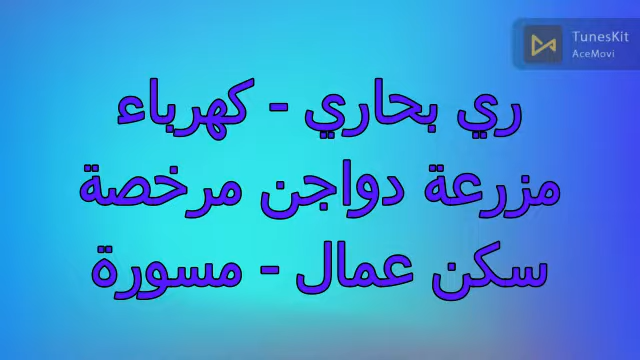 TunesKit
AceMovi
ري بحاري - كهرباء
مزرعة دواجن مرخصة
سكن عمال - مسورة